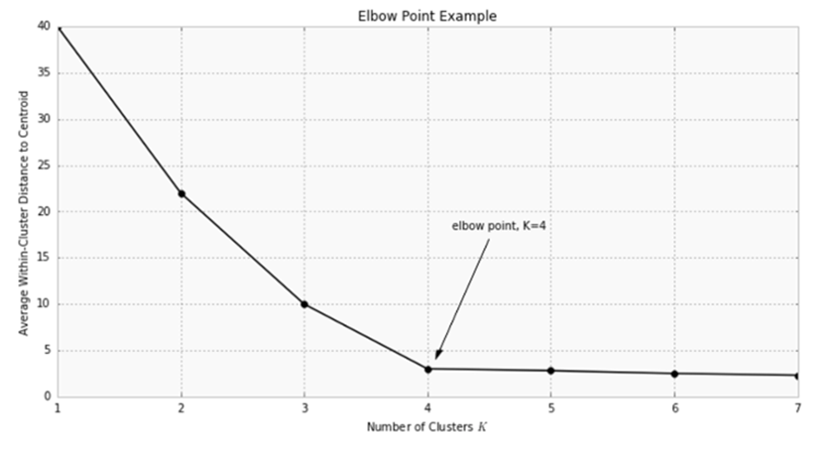 Elbow Point Example
Average Within-Cluster Distance to Centroid
40
35
30
25
20
15
10
5
0
elbow point, K=4
1 2 3 4 5 6 7
Number of Clusters K